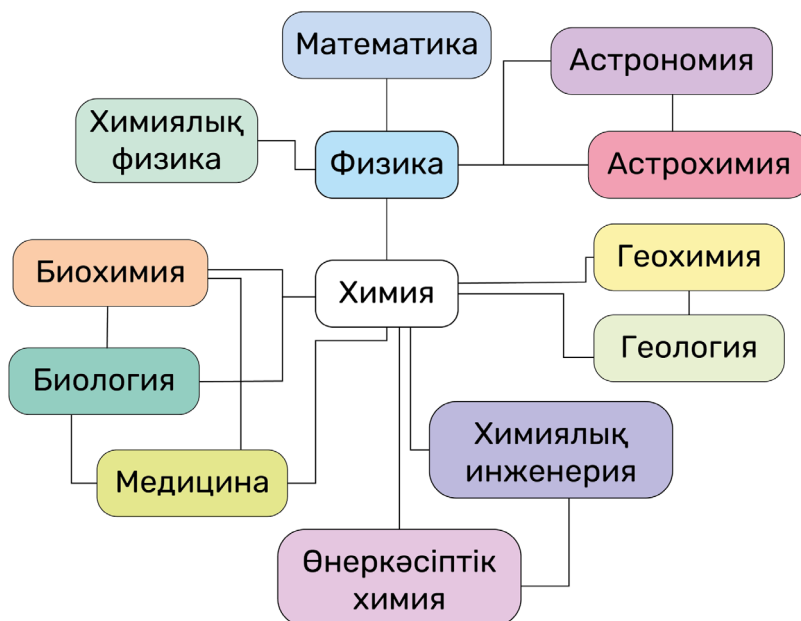 Математика
Астрономия
Химиялық
физика
Физика
Астрохимия
Биохимия
Химия
Геохимия
Биология
Геология
Медицина
Химиялық
инженерия
Өнеркәсіптік
химия